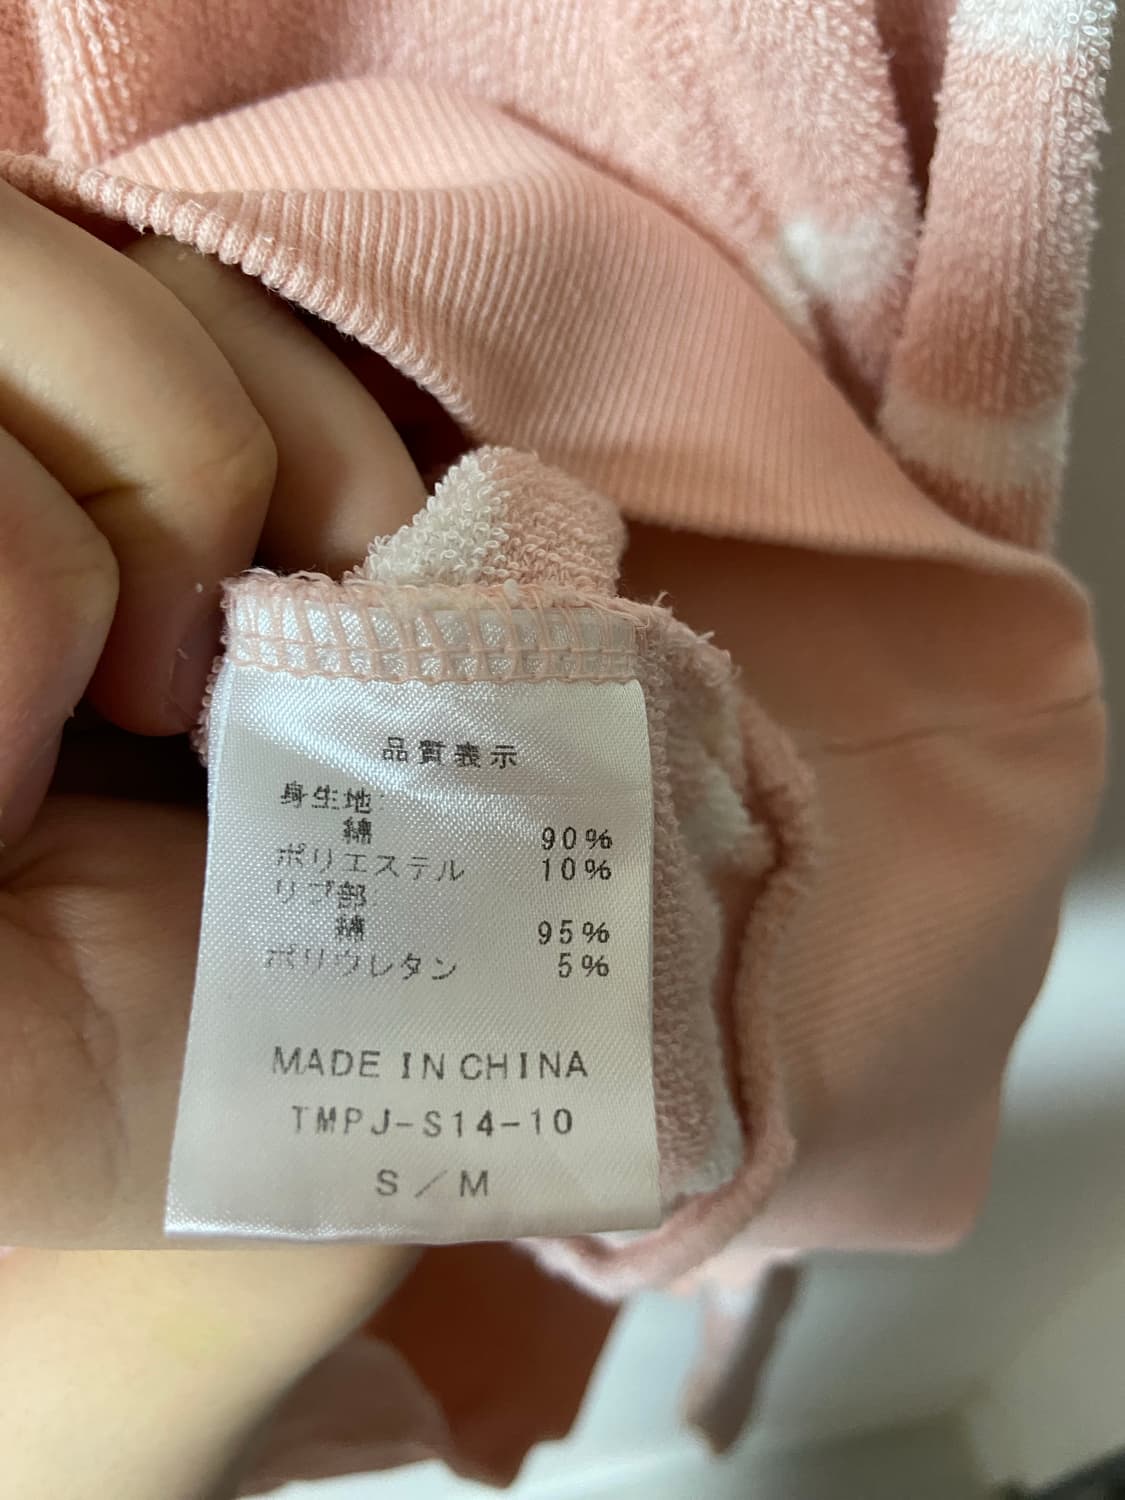 品質表示
身生地:
綿 90%
ポリエステル 10%
リブ部
綿 95%
ポリウレタン 5%
MADE IN CHINA
TMPJ-S14-10
S/M